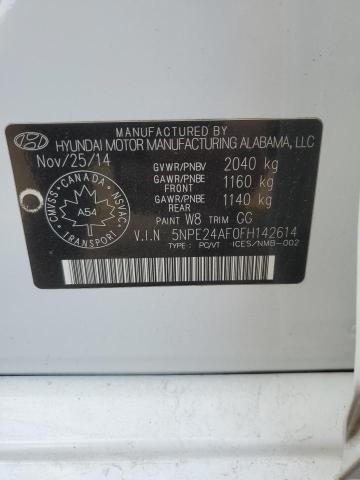 MANUFACTURED BY
HYUNDAI MOTOR MANUFACTURING ALABAMA, LLC
Nov/25/14
GVWR/PNBV 2040 kg
GAWR/PNBE FRONT 1160 kg
GAWR/PNBE REAR 1140 kg
PAINT W8 TRIM GG
CANADA
CMVSS A54 NSVAC
V.I.N 5NPE24AF0FH142614
TYPE: PC/VT ICES/NMB-002